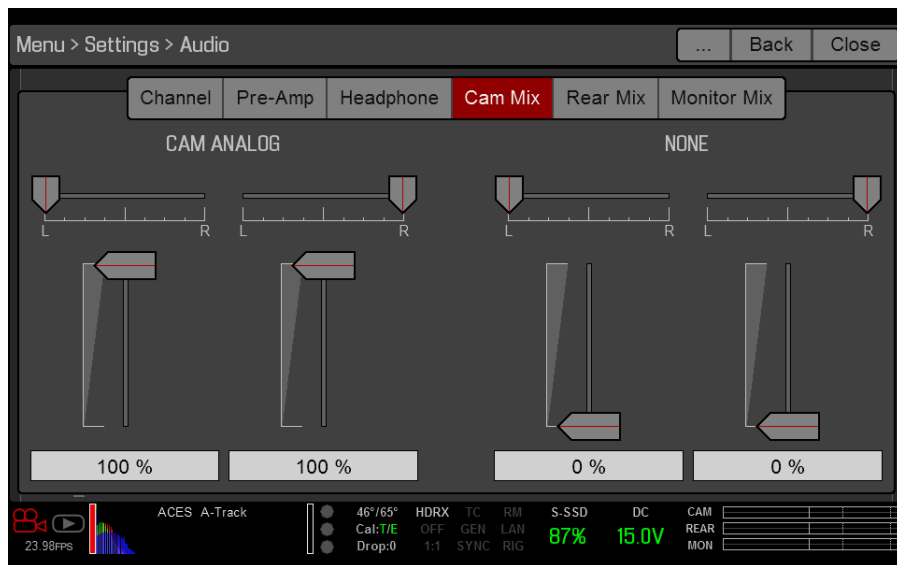 Menu > Settings > Audio ... Back Close
Channel Pre-Amp Headphone Cam Mix Rear Mix Monitor Mix
CAM ANALOG NONE
L R L R L R L R
100 % 100 % 0 % 0 %
ACES A-Track 46°/65° HDRX TC RM S-SSD DC CAM
Cal:T/E OFF GEN LAN 87% 15.0V REAR
23.98FPS Drop:0 1:1 SYNC RIG MON